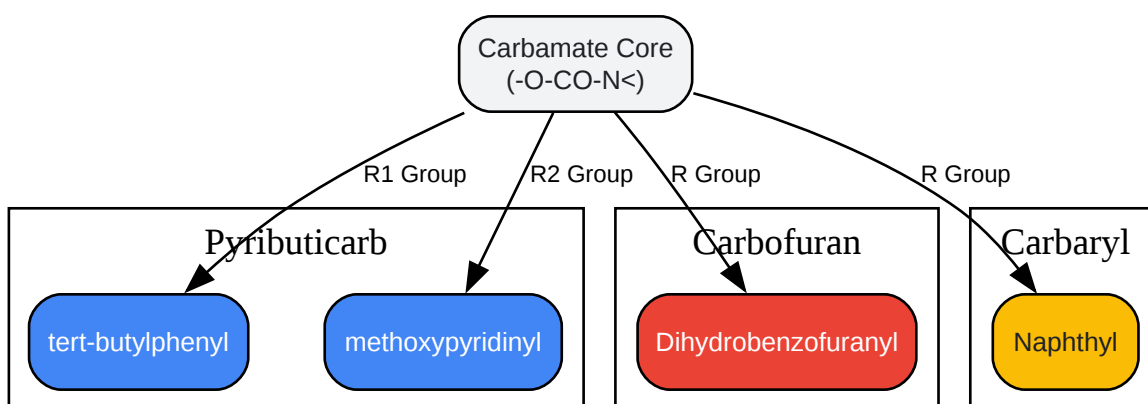 Carbamate Core
(-O-CO-N<)
R1 Group
R2 Group
R Group
R Group
Pyributicarb
Carbofuran
Carbaryl
tert-butylphenyl
methoxypyridinyl
Dihydrobenzofuranyl
Naphthyl